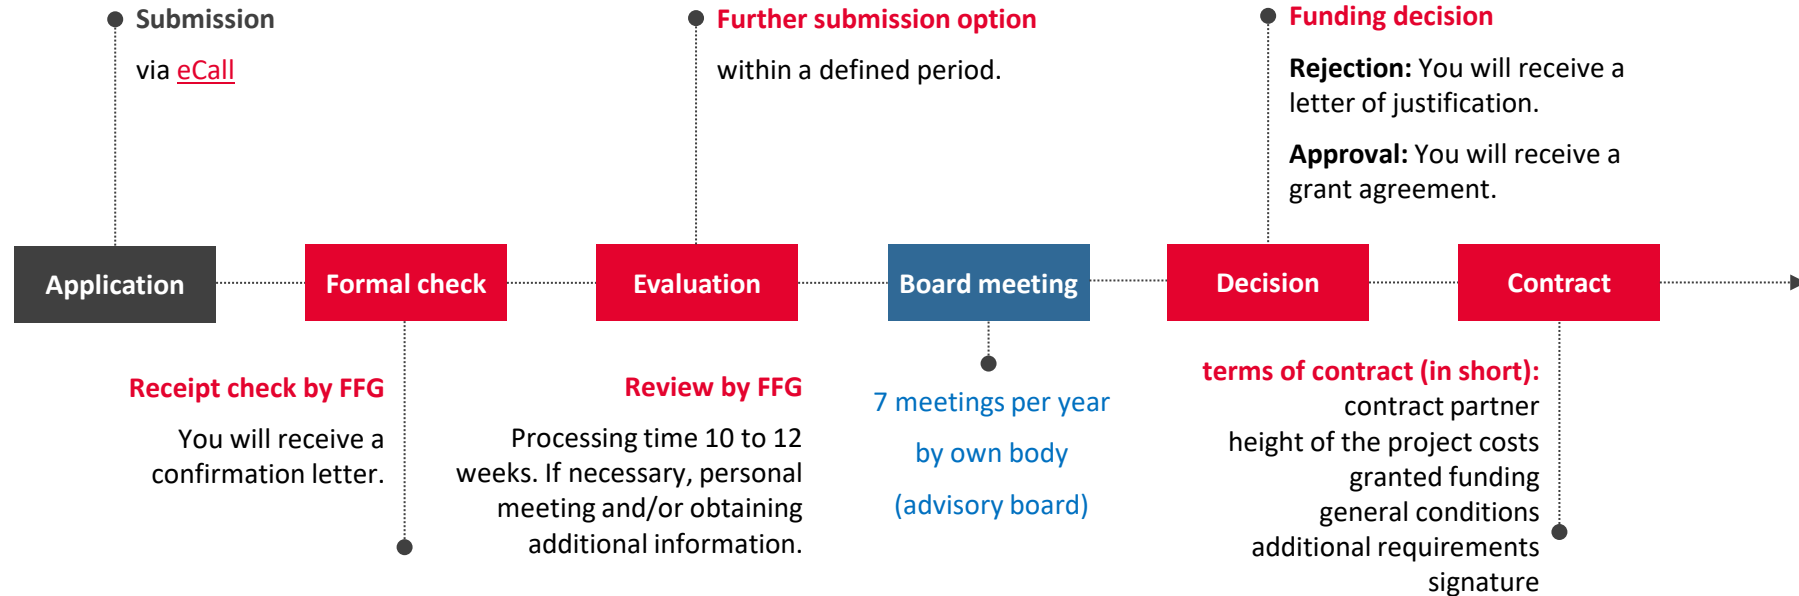 Submission
via eCall
Further submission option
within a defined period.
Funding decision
Rejection: You will receive a
letter of justification.
Approval: You will receive a
grant agreement.
Application
Formal check
Evaluation
Board meeting
Decision
Contract
Receipt check by FFG
You will receive a
confirmation letter.
Review by FFG
Processing time 10 to 12
weeks. If necessary, personal
meeting and/or obtaining
additional information.
7 meetings per year
by own body
(advisory board)
terms of contract (in short):
contract partner
height of the project costs
granted funding
general conditions
additional requirements
signature